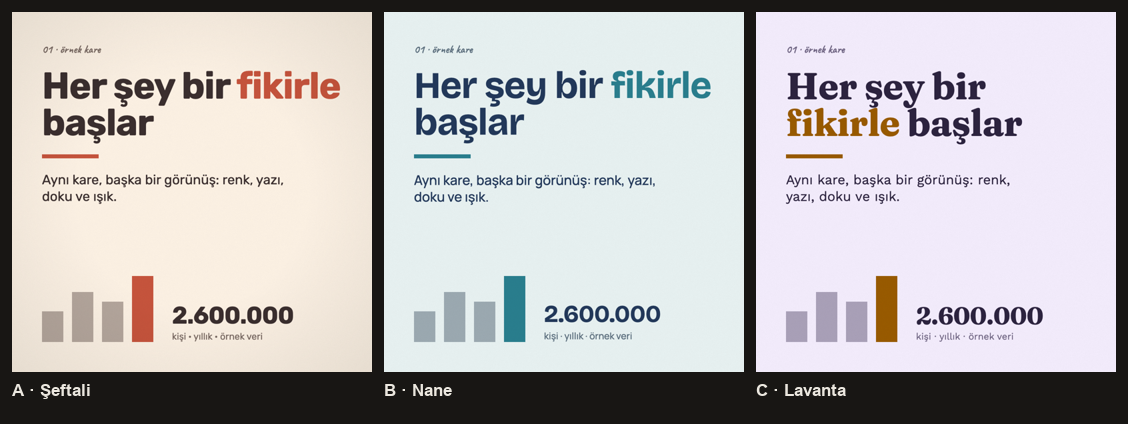 01 · örnek kare
Her şey bir fikirle
başlar
Aynı kare, başka bir görünüş: renk, yazı,
doku ve ışık.
2.600.000
kişi • yıllık • örnek veri
A · Şeftali
01 · örnek kare
Her şey bir fikirle
başlar
Aynı kare, başka bir görünüş: renk, yazı,
doku ve ışık.
2.600.000
kişi · yıllık · örnek veri
B · Nane
01 · örnek kare
Her şey bir
fikirle başlar
Aynı kare, başka bir görünüş: renk,
yazı, doku ve ışık.
2.600.000
kişi · yıllık · örnek veri
C · Lavanta